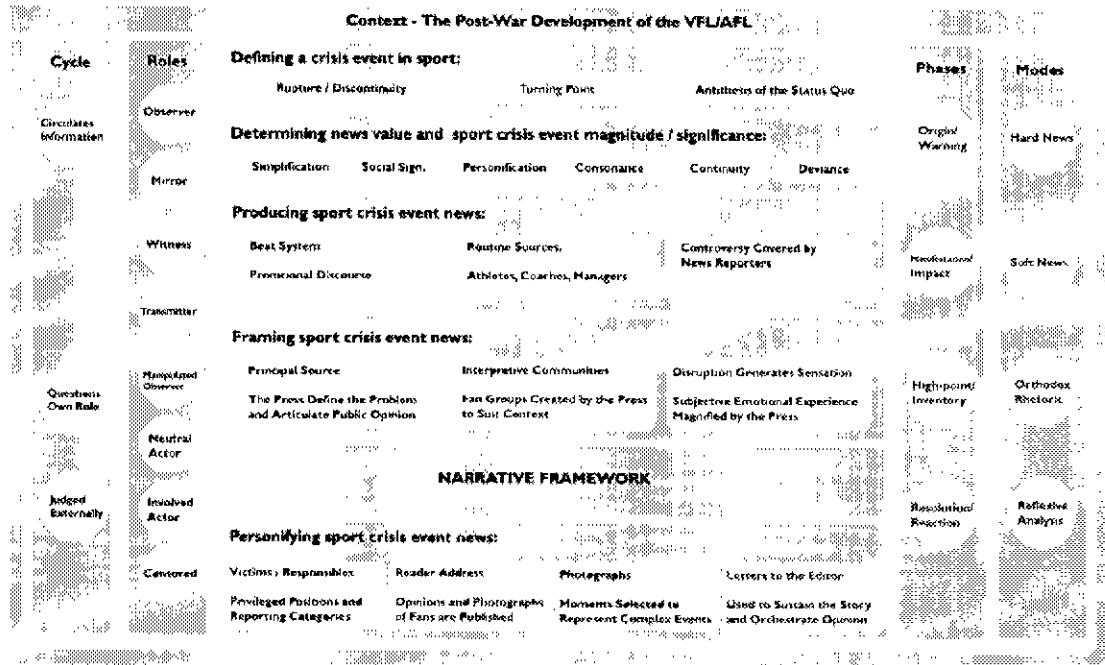 Context - The Post-War Development of the VFL/AFL
Cycle
Circulates
Information
Questions
Own Role
Judged
Externally
Roles
Observer
Mirror
Witness
Transmitter
Manipulated
Observer
Neutral
Actor
Involved
Actor
Censored
Defining a crisis event in sport:
Rupture / Discontinuity
Turning Point
Antithesis of the Status Quo
Determining news value and sport crisis event magnitude / significance:
Simplification
Social Sign.
Personification
Consonance
Continuity
Deviance
Producing sport crisis event news:
Beat System
Routine Sources,
Controversy Covered by
News Reporters
Promotional Discourse
Athletes, Coaches, Managers
Framing sport crisis event news:
Principal Source
Interpretive Communities
Disruption Generates Sensation
The Press Define the Problem
and Articulate Public Opinion
Fan Groups Created by the Press
to Suit Context
Subjective Emotional Experience
Magnified by the Press
NARRATIVE FRAMEWORK
Personifying sport crisis event news:
Victims / Responsibles
Reader Address
Photographs
Letters to the Editor
Privileged Positions and
Reporting Categories
Opinions and Photographs
of Fans are Published
Moments Selected to
Represent Complex Events
Used to Sustain the Story
and Orchestrate Opinion
Phases
Origin/
Warning
Manifestation/
Impact
High-point/
Inventory
Resolution/
Reaction
Modes
Hard News
Soft News
Orthodox
Rhetoric
Reflexive
Analysis